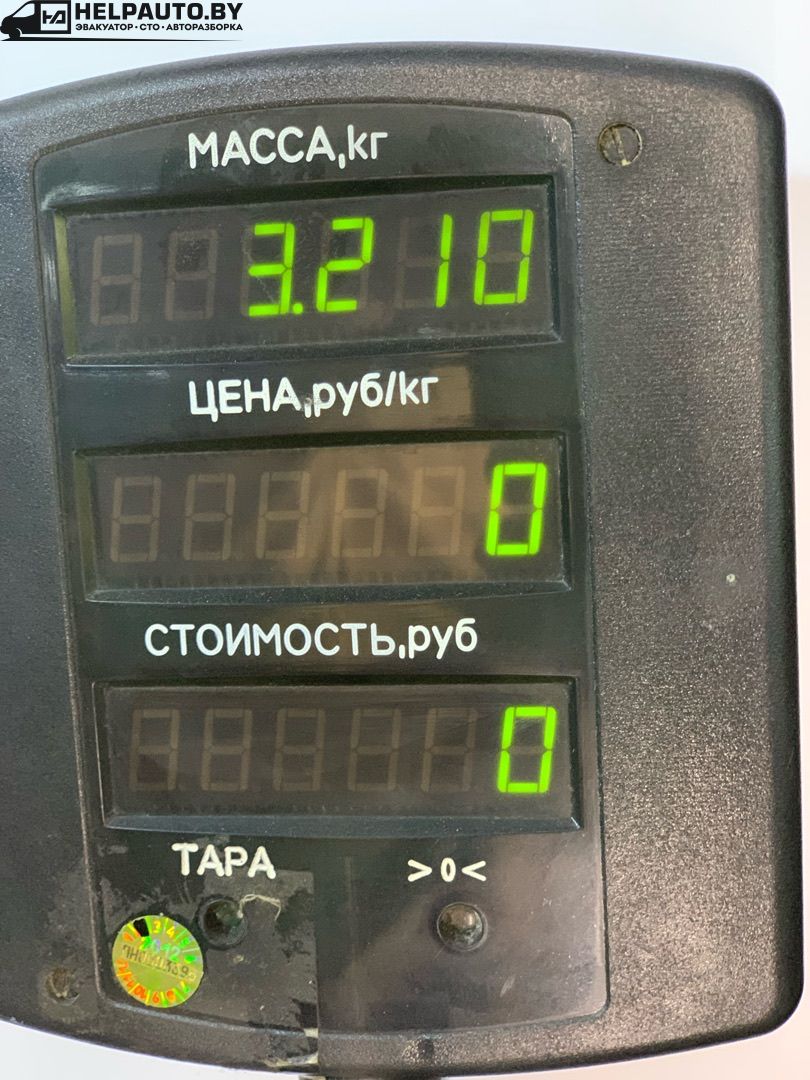 HELPAUTO.BY
ЭВАКУАТОР · СТО · АВТОРАЗБОРКА
МАССА,кг
3.210
ЦЕНА,руб/кг
0
СТОИМОСТЬ,руб
0
ТАРА >0<